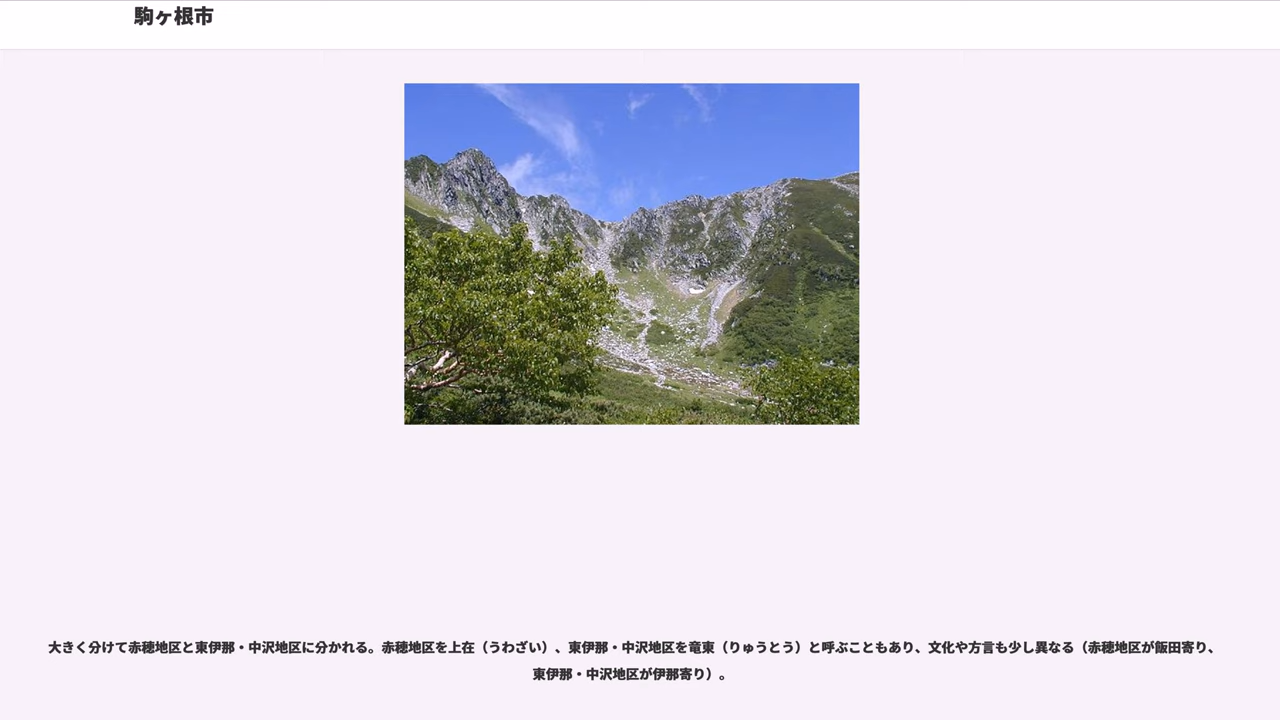 駒ヶ根市
大きく分けて赤穂地区と東伊那・中沢地区に分かれる。赤穂地区を上在（うわざい）、東伊那・中沢地区を竜東（りゅうとう）と呼ぶこともあり、文化や方言も少し異なる（赤穂地区が飯田寄り、
東伊那・中沢地区が伊那寄り）。